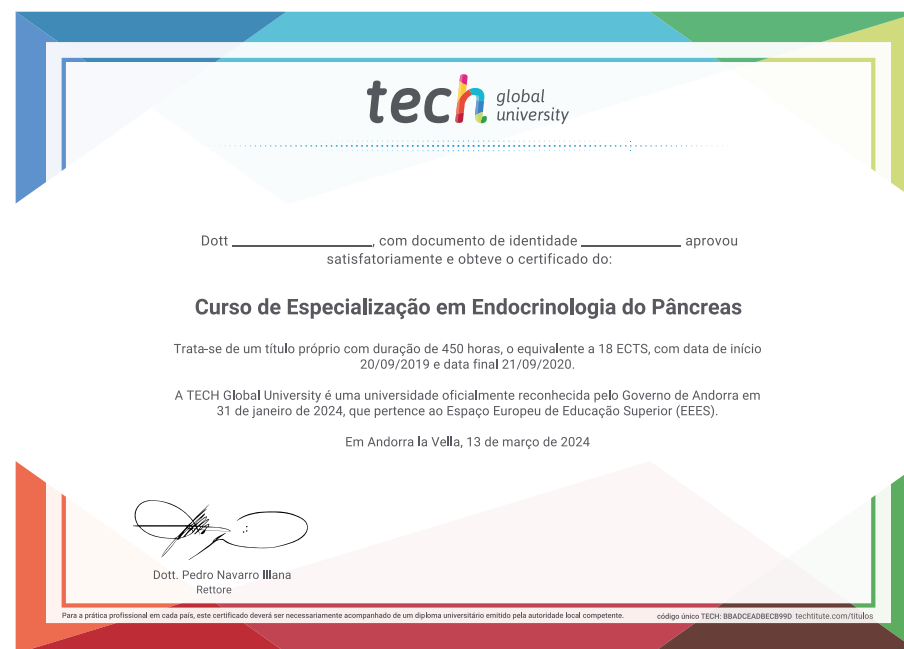 tech global university
Dott ____________________, com documento de identidade ______________ aprovou
satisfatoriamente e obteve o certificado do:
Curso de Especialização em Endocrinologia do Pâncreas
Trata-se de um título próprio com duração de 450 horas, o equivalente a 18 ECTS, com data de início
20/09/2019 e data final 21/09/2020.
A TECH Global University é uma universidade oficialmente reconhecida pelo Governo de Andorra em
31 de janeiro de 2024, que pertence ao Espaço Europeu de Educação Superior (EEES).
Em Andorra la Vella, 13 de março de 2024
Dott. Pedro Navarro Illana
Rettore
Para a prática profissional em cada país, este certificado deverá ser necessariamente acompanhado de um diploma universitário emitido pela autoridade local competente.
código único TECH: BBADCEADBECB99D techtitute.com/titulos